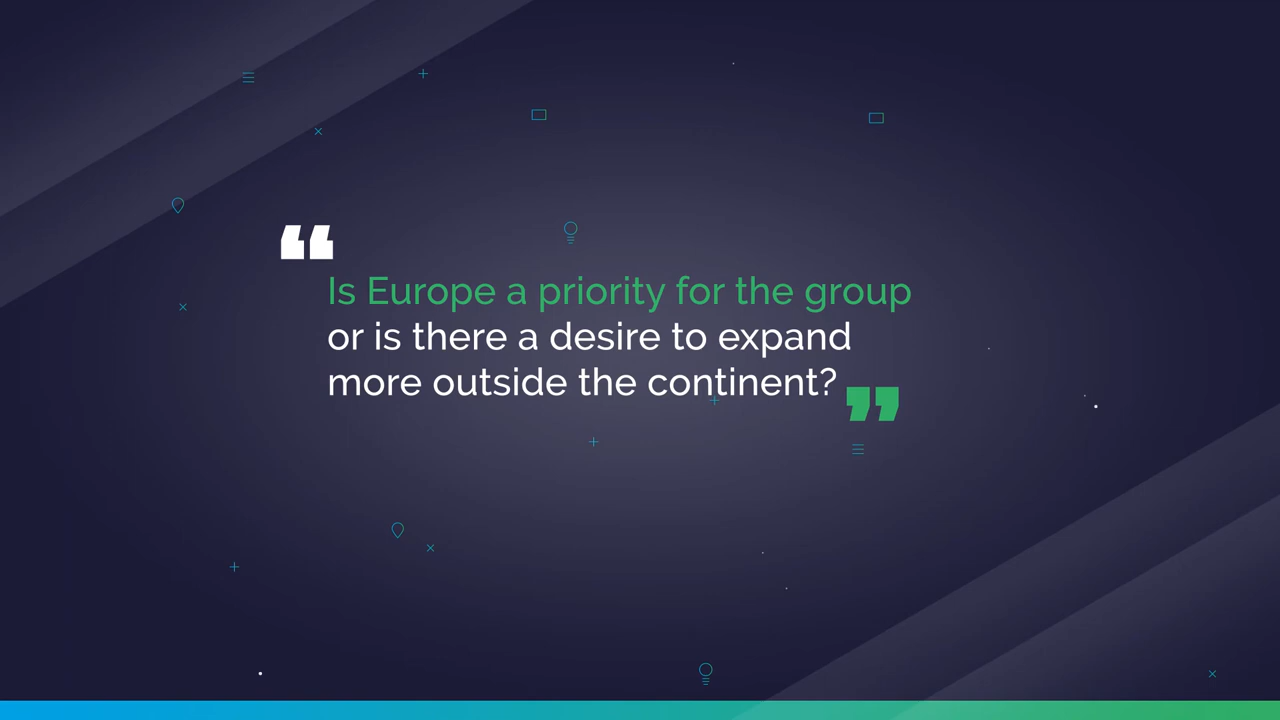 “Is Europe a priority for the group
or is there a desire to expand
more outside the continent?”